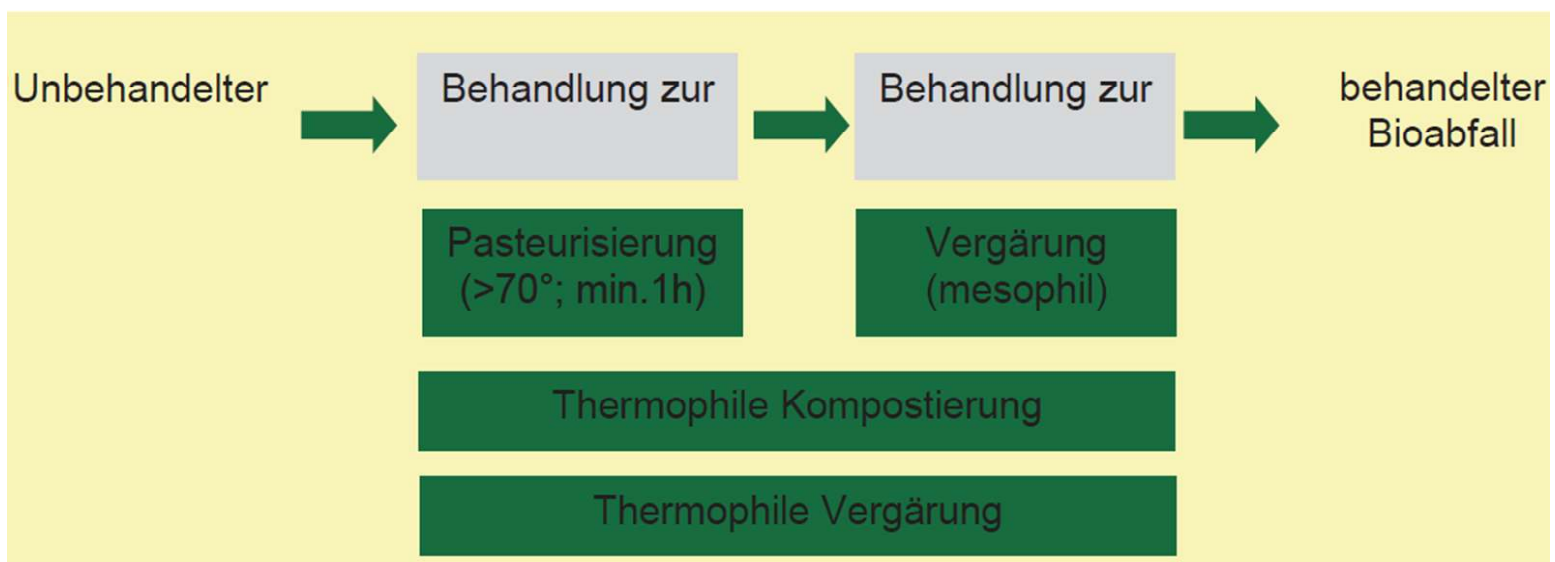 Unbehandelter
Behandlung zur
Behandlung zur
behandelter
Bioabfall
Pasteurisierung
(>70°; min.1h)
Vergärung
(mesophil)
Thermophile Kompostierung
Thermophile Vergärung